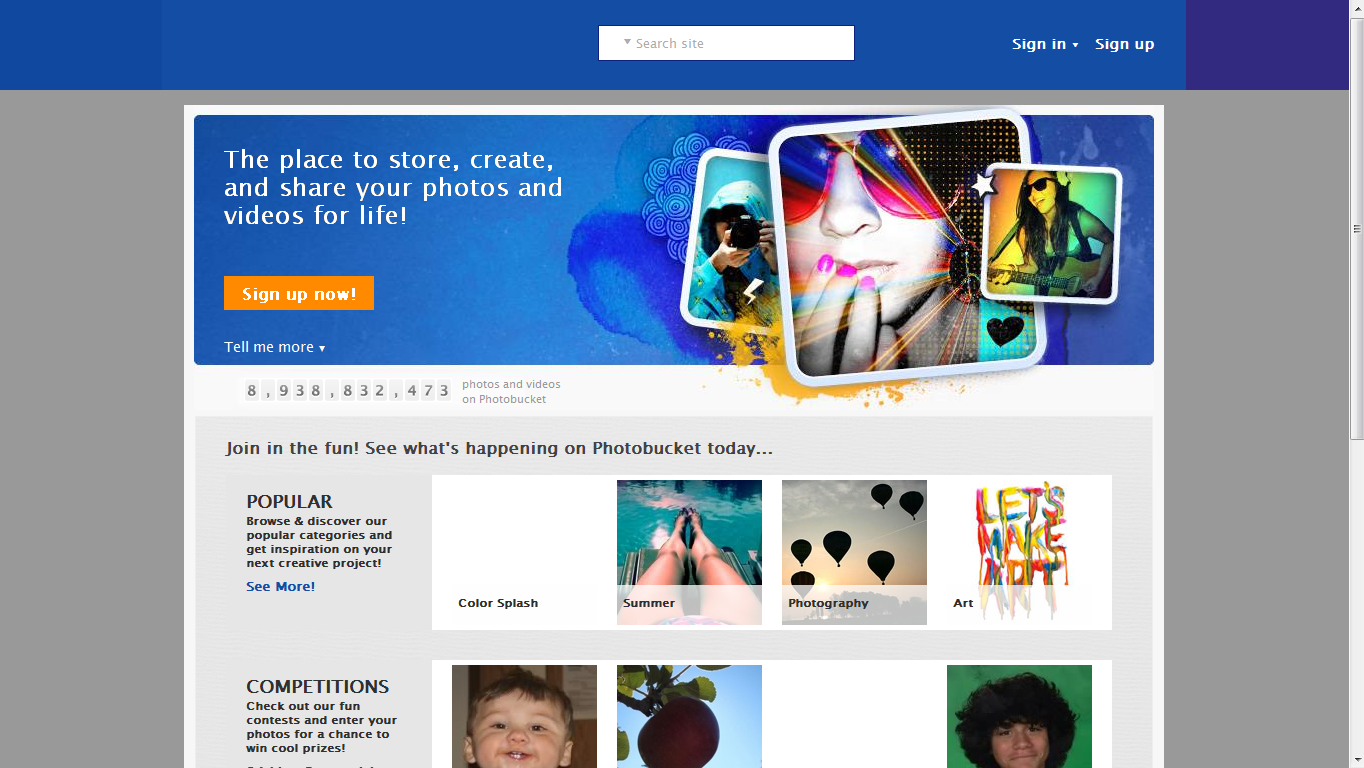 Search site
Sign in
Sign up
The place to store, create,
and share your photos and
videos for life!
Sign up now!
Tell me more
8,938,832,473
photos and videos
on Photobucket
Join in the fun! See what's happening on Photobucket today...
POPULAR
Browse & discover our
popular categories and
get inspiration on your
next creative project!
See More!
Color Splash
Summer
Photography
LET'S
MAKE
ART
Art
COMPETITIONS
Check out our fun
contests and enter your
photos for a chance to
win cool prizes!